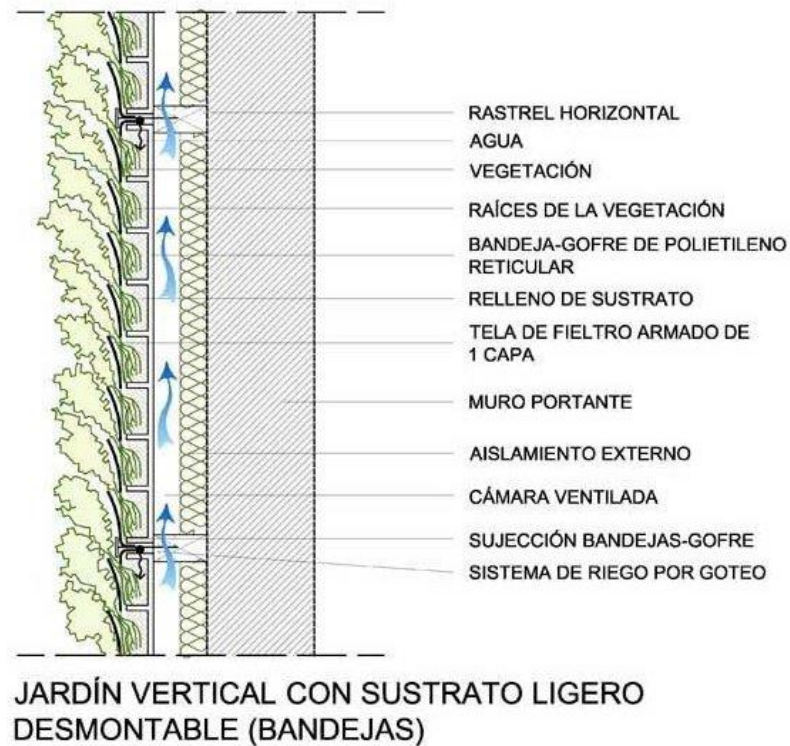 RASTREL HORIZONTAL
AGUA
VEGETACIÓN
RAÍCES DE LA VEGETACIÓN
BANDEJA-GOFRE DE POLIETILENO
RETICULAR
RELLENO DE SUSTRATO
TELA DE FIELTRO ARMADO DE
1 CAPA
MURO PORTANTE
AISLAMIENTO EXTERNO
CÁMARA VENTILADA
SUJECCIÓN BANDEJAS-GOFRE
SISTEMA DE RIEGO POR GOTEO
JARDÍN VERTICAL CON SUSTRATO LIGERO
DESMONTABLE (BANDEJAS)